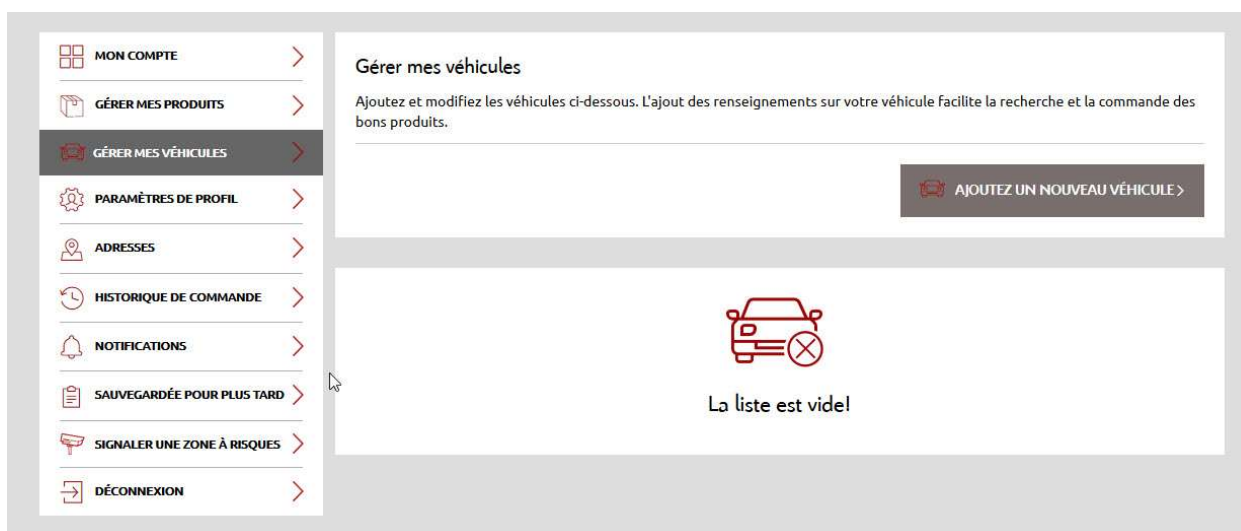 MON COMPTE
GÉRER MES PRODUITS
GÉRER MES VÉHICULES
PARAMÈTRES DE PROFIL
ADRESSES
HISTORIQUE DE COMMANDE
NOTIFICATIONS
SAUVEGARDÉE POUR PLUS TARD
SIGNALER UNE ZONE À RISQUES
DÉCONNEXION
Gérer mes véhicules
Ajoutez et modifiez les véhicules ci-dessous. L'ajout des renseignements sur votre véhicule facilite la recherche et la commande des
bons produits.
AJOUTEZ UN NOUVEAU VÉHICULE >
La liste est vide!